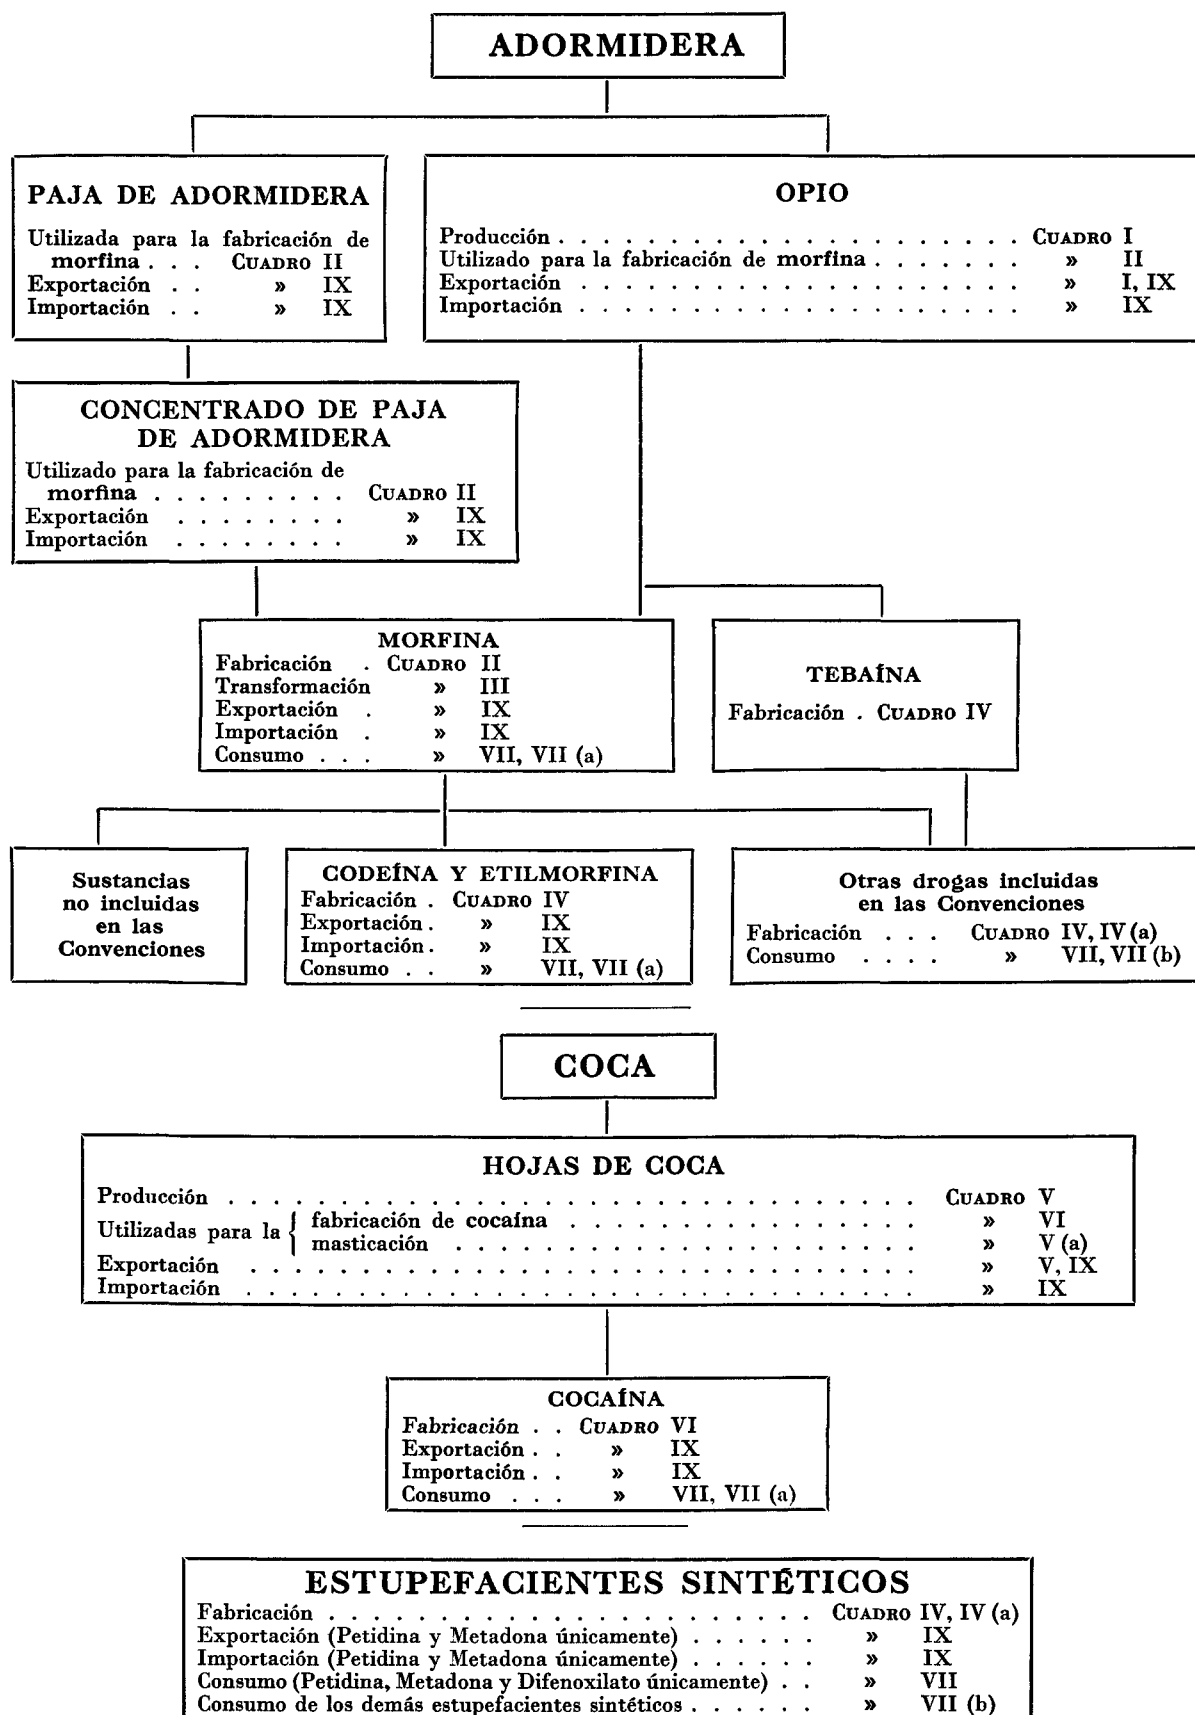 ADORMIDERA
PAJA DE ADORMIDERA
Utilizada para la fabricación de
morfina . . . CUADRO II
Exportación . . » IX
Importación . . » IX
OPIO
Producción . . . . . . . . . . . . . . . . . . . . . CUADRO I
Utilizado para la fabricación de morfina . . . . . . . » II
Exportación . . . . . . . . . . . . . . . . . . . . » I, IX
Importación . . . . . . . . . . . . . . . . . . . . » IX
CONCENTRADO DE PAJA
DE ADORMIDERA
Utilizado para la fabricación de
morfina . . . . . . . . . CUADRO II
Exportación . . . . . . . . » IX
Importación . . . . . . . . » IX
MORFINA
Fabricación . CUADRO II
Transformación » III
Exportación . » IX
Importación . » IX
Consumo . . . » VII, VII (a)
TEBAÍNA
Fabricación . CUADRO IV
Sustancias
no incluidas
en las
Convenciones
CODEÍNA Y ETILMORFINA
Fabricación . CUADRO IV
Exportación . » IX
Importación . » IX
Consumo . . » VII, VII (a)
Otras drogas incluidas
en las Convenciones
Fabricación . . . CUADRO IV, IV (a)
Consumo . . . . » VII, VII (b)
COCA
HOJAS DE COCA
Producción . . . . . . . . . . . . . . . . . . . . . . . . . . . . . . . CUADRO V
Utilizadas para la { fabricación de cocaína . . . . . . . . . . . . . . . . » VI
masticación . . . . . . . . . . . . . . . . . . . . . » V (a)
Exportación . . . . . . . . . . . . . . . . . . . . . . . . . . . . . . » V, IX
Importación . . . . . . . . . . . . . . . . . . . . . . . . . . . . . . » IX
COCAÍNA
Fabricación . . CUADRO VI
Exportación . . » IX
Importación . . » IX
Consumo . . . » VII, VII (a)
ESTUPEFACIENTES SINTÉTICOS
Fabricación . . . . . . . . . . . . . . . . . . . . . . CUADRO IV, IV (a)
Exportación (Petidina y Metadona únicamente) . . . . . . » IX
Importación (Petidina y Metadona únicamente) . . . . . . » IX
Consumo (Petidina, Metadona y Difenoxilato únicamente) . . » VII
Consumo de los demás estupefacientes sintéticos . . . . . . » VII (b)